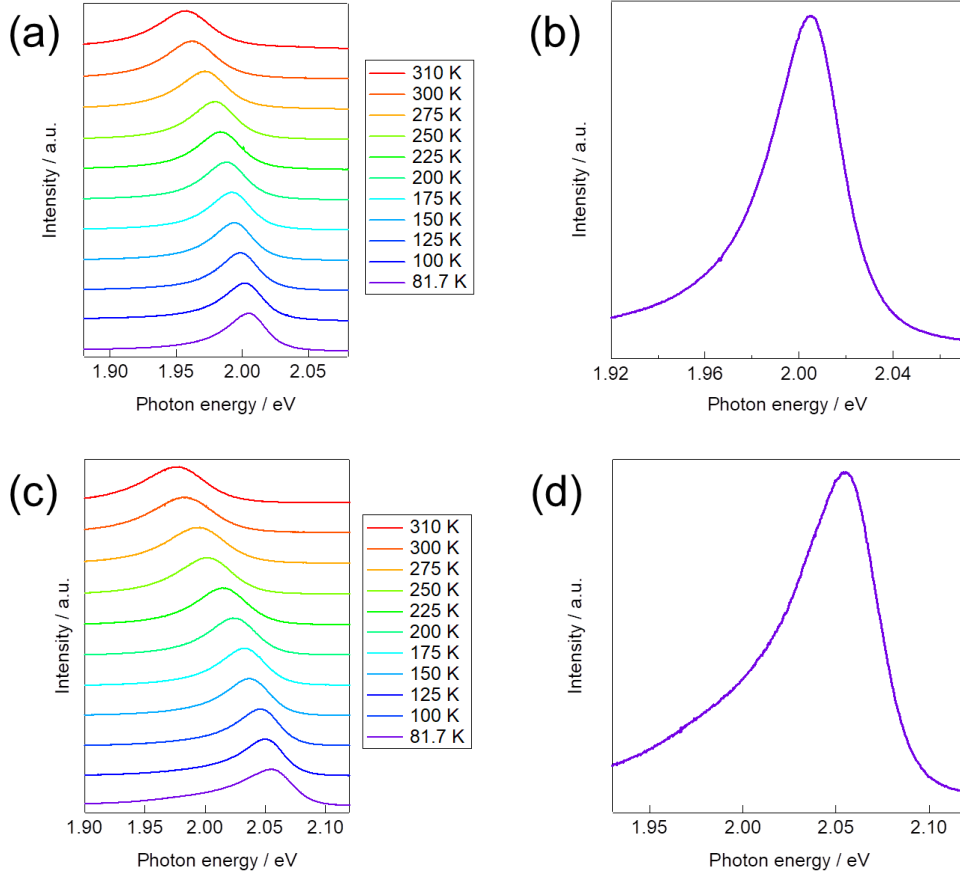 (a)
Intensity / a.u.
310 K
300 K
275 K
250 K
225 K
200 K
175 K
150 K
125 K
100 K
81.7 K
1.90
1.95
2.00
2.05
Photon energy / eV
(b)
Intensity / a.u.
1.92
1.96
2.00
2.04
Photon energy / eV
(c)
Intensity / a.u.
310 K
300 K
275 K
250 K
225 K
200 K
175 K
150 K
125 K
100 K
81.7 K
1.90
1.95
2.00
2.05
2.10
Photon energy / eV
(d)
Intensity / a.u.
1.95
2.00
2.05
2.10
Photon energy / eV